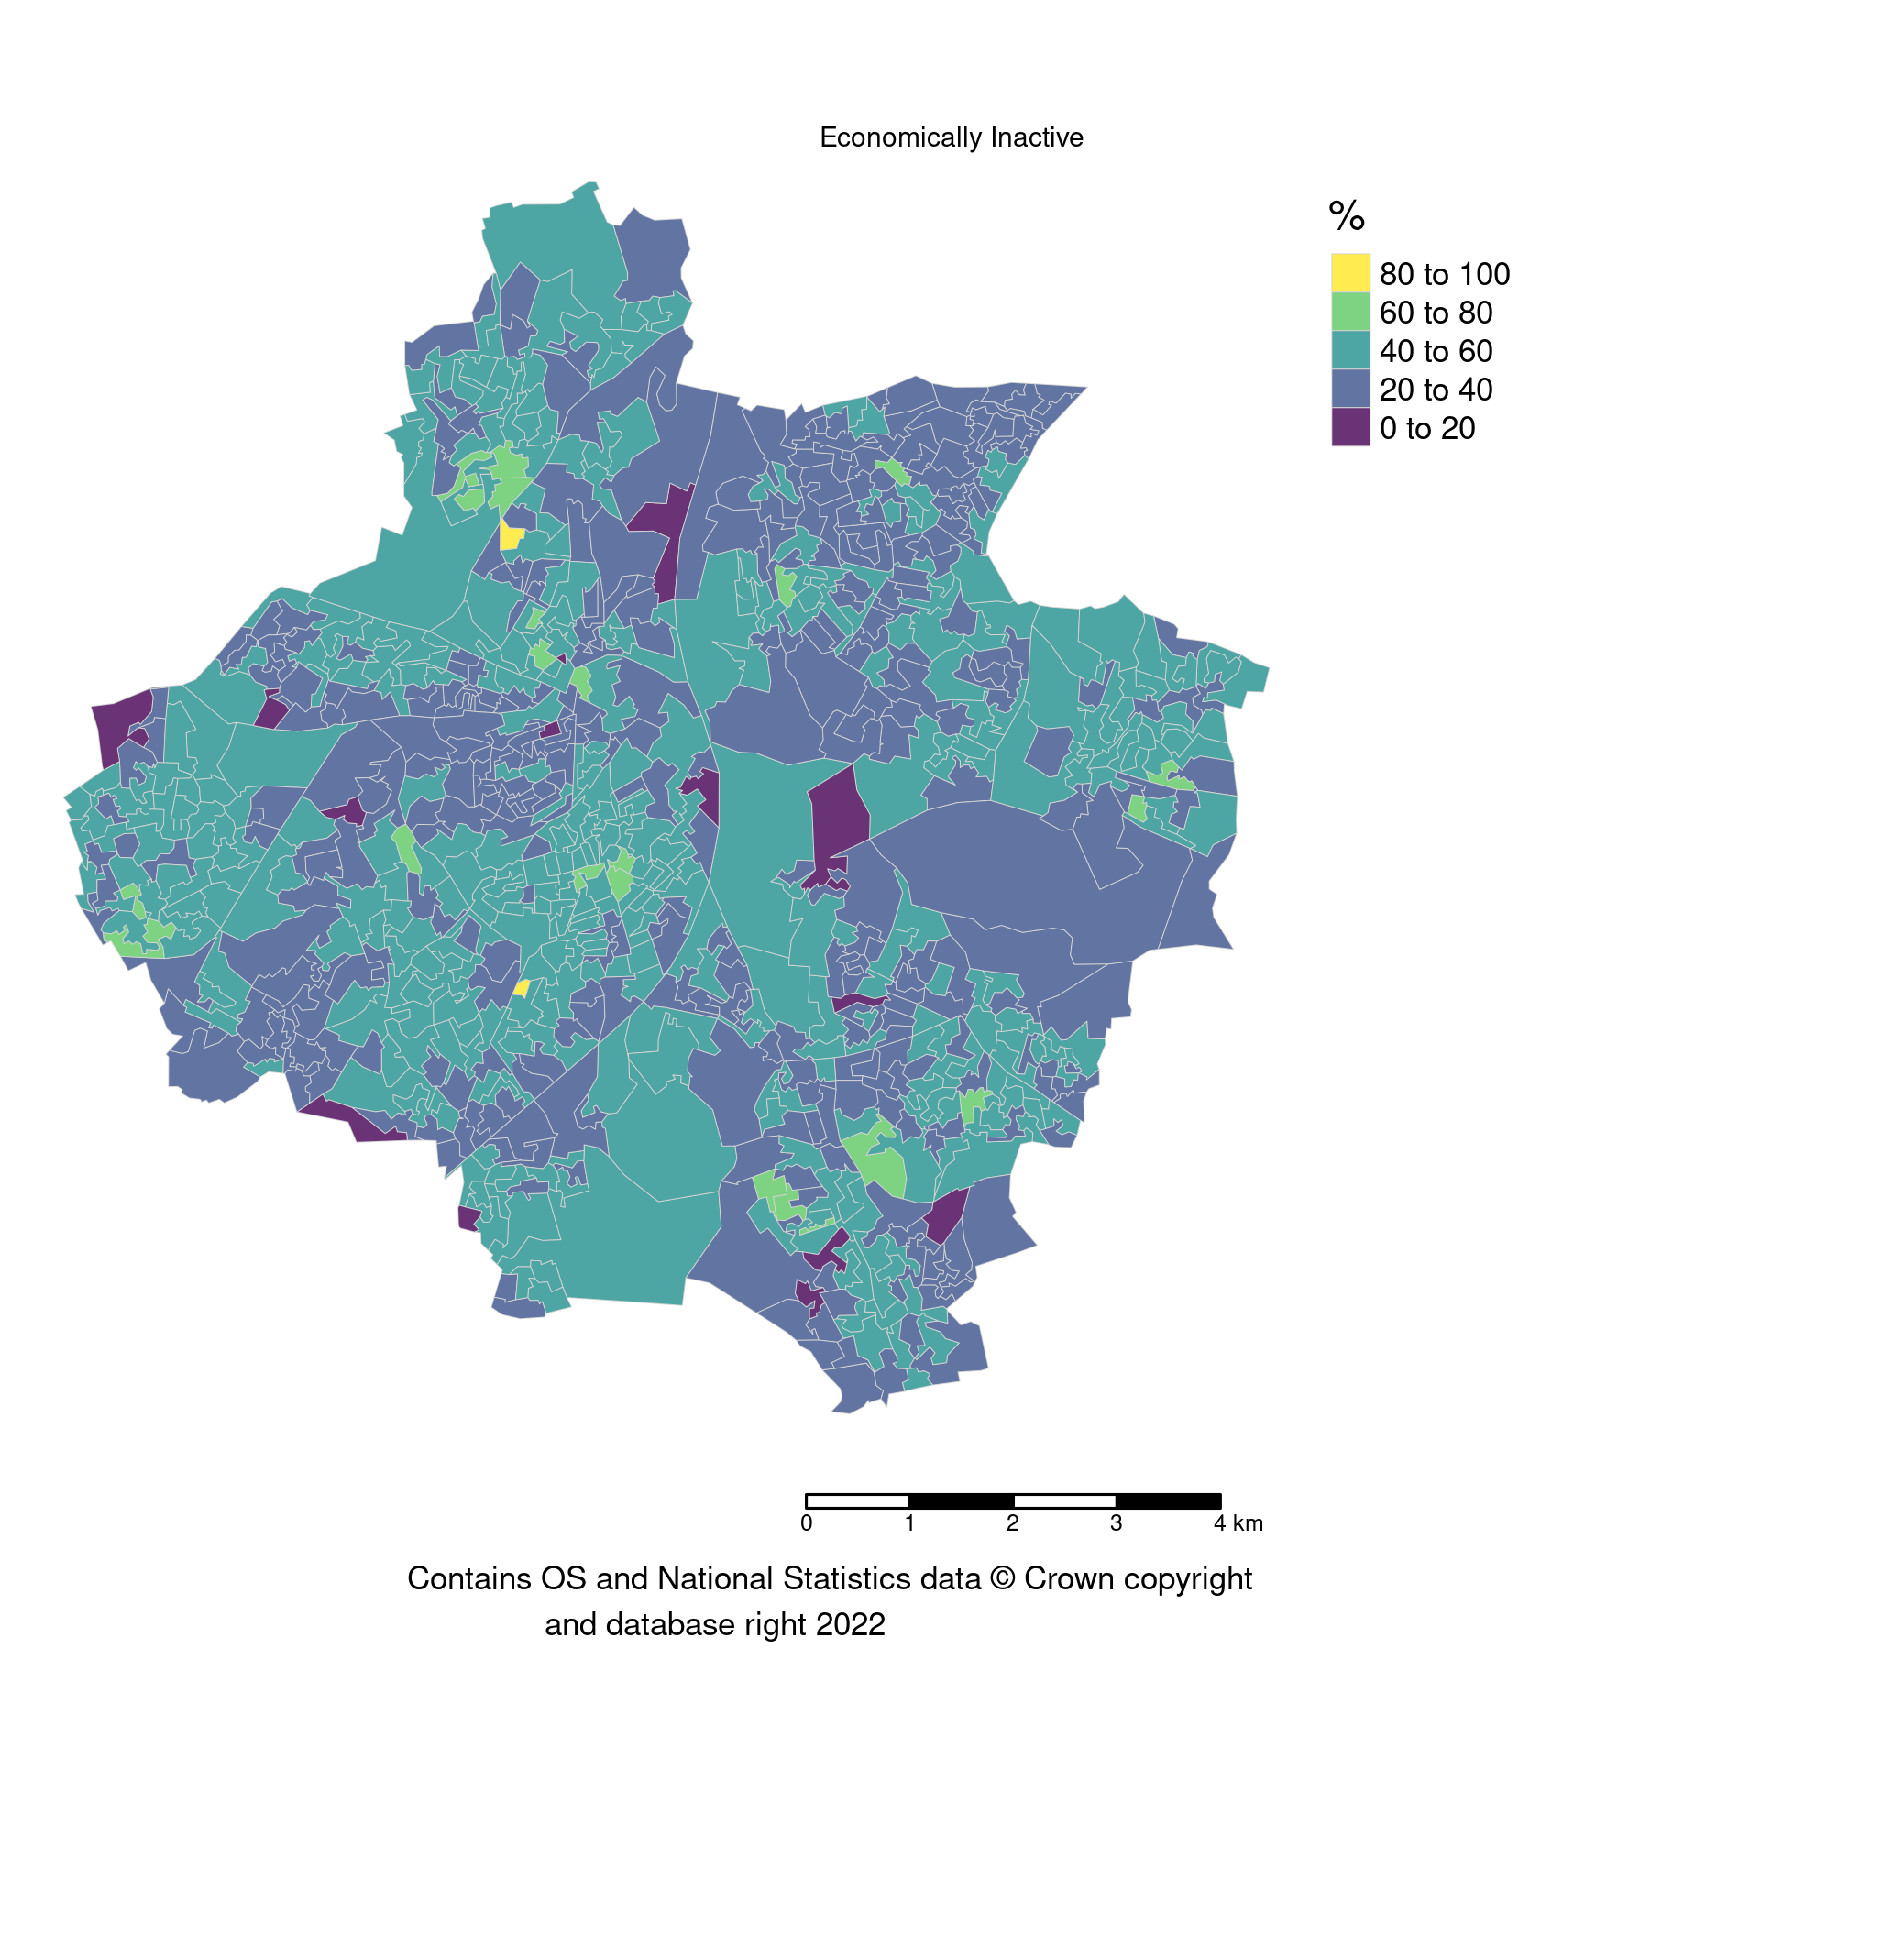 Economically Inactive
%
80 to 100
60 to 80
40 to 60
20 to 40
0 to 20
0 1 2 3 4 km
Contains OS and National Statistics data © Crown copyright
and database right 2022